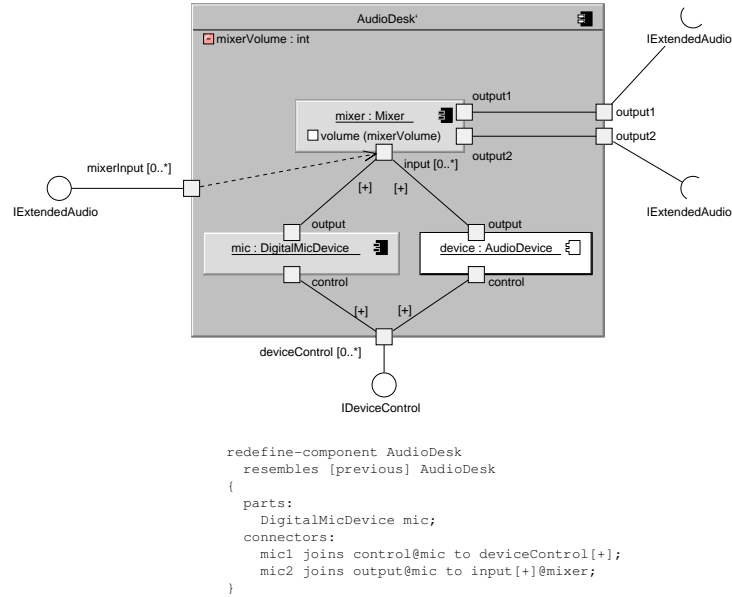 AudioDesk‘
mixerVolume : int
IExtendedAudio
output1
mixer : Mixer
output1
volume (mixerVolume)
output2
output2
input [0..*]
mixerInput [0..*]
[+] [+]
IExtendedAudio
IExtendedAudio
output
output
mic : DigitalMicDevice
device : AudioDevice
control
control
[+] [+]
deviceControl [0..*]
IDeviceControl
redefine-component AudioDesk
resembles [previous] AudioDesk
{
parts:
DigitalMicDevice mic;
connectors:
mic1 joins control@mic to deviceControl[+];
mic2 joins output@mic to input[+]@mixer;
}